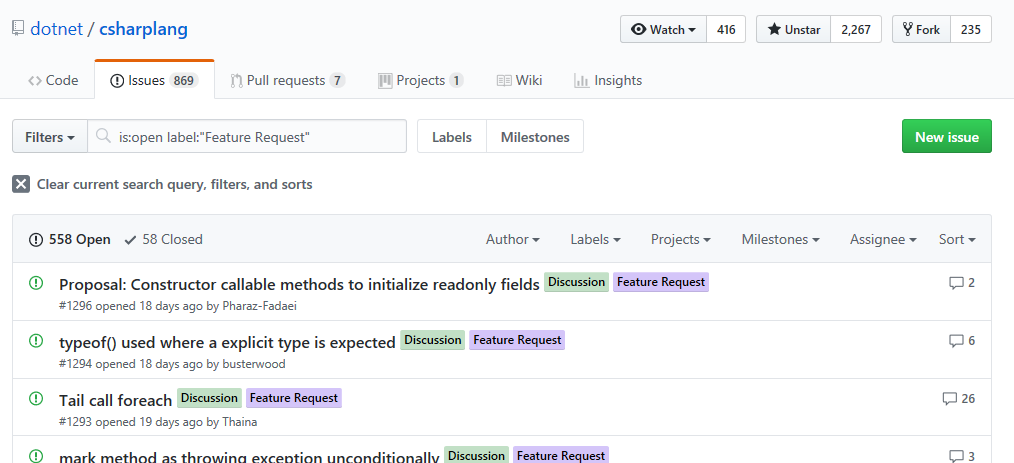 dotnet / csharplang
Watch 416 Unstar 2,267 Fork 235
Code Issues 869 Pull requests 7 Projects 1 Wiki Insights
Filters is:open label:"Feature Request" Labels Milestones New issue
Clear current search query, filters, and sorts
558 Open 58 Closed Author Labels Projects Milestones Assignee Sort
Proposal: Constructor callable methods to initialize readonly fields Discussion Feature Request 2
#1296 opened 18 days ago by Pharaz-Fadaei
typeof() used where a explicit type is expected Discussion Feature Request 6
#1294 opened 18 days ago by busterwood
Tail call foreach Discussion Feature Request 26
#1293 opened 19 days ago by Thaina
mark method as throwing exception unconditionally Discussion Feature Request 3